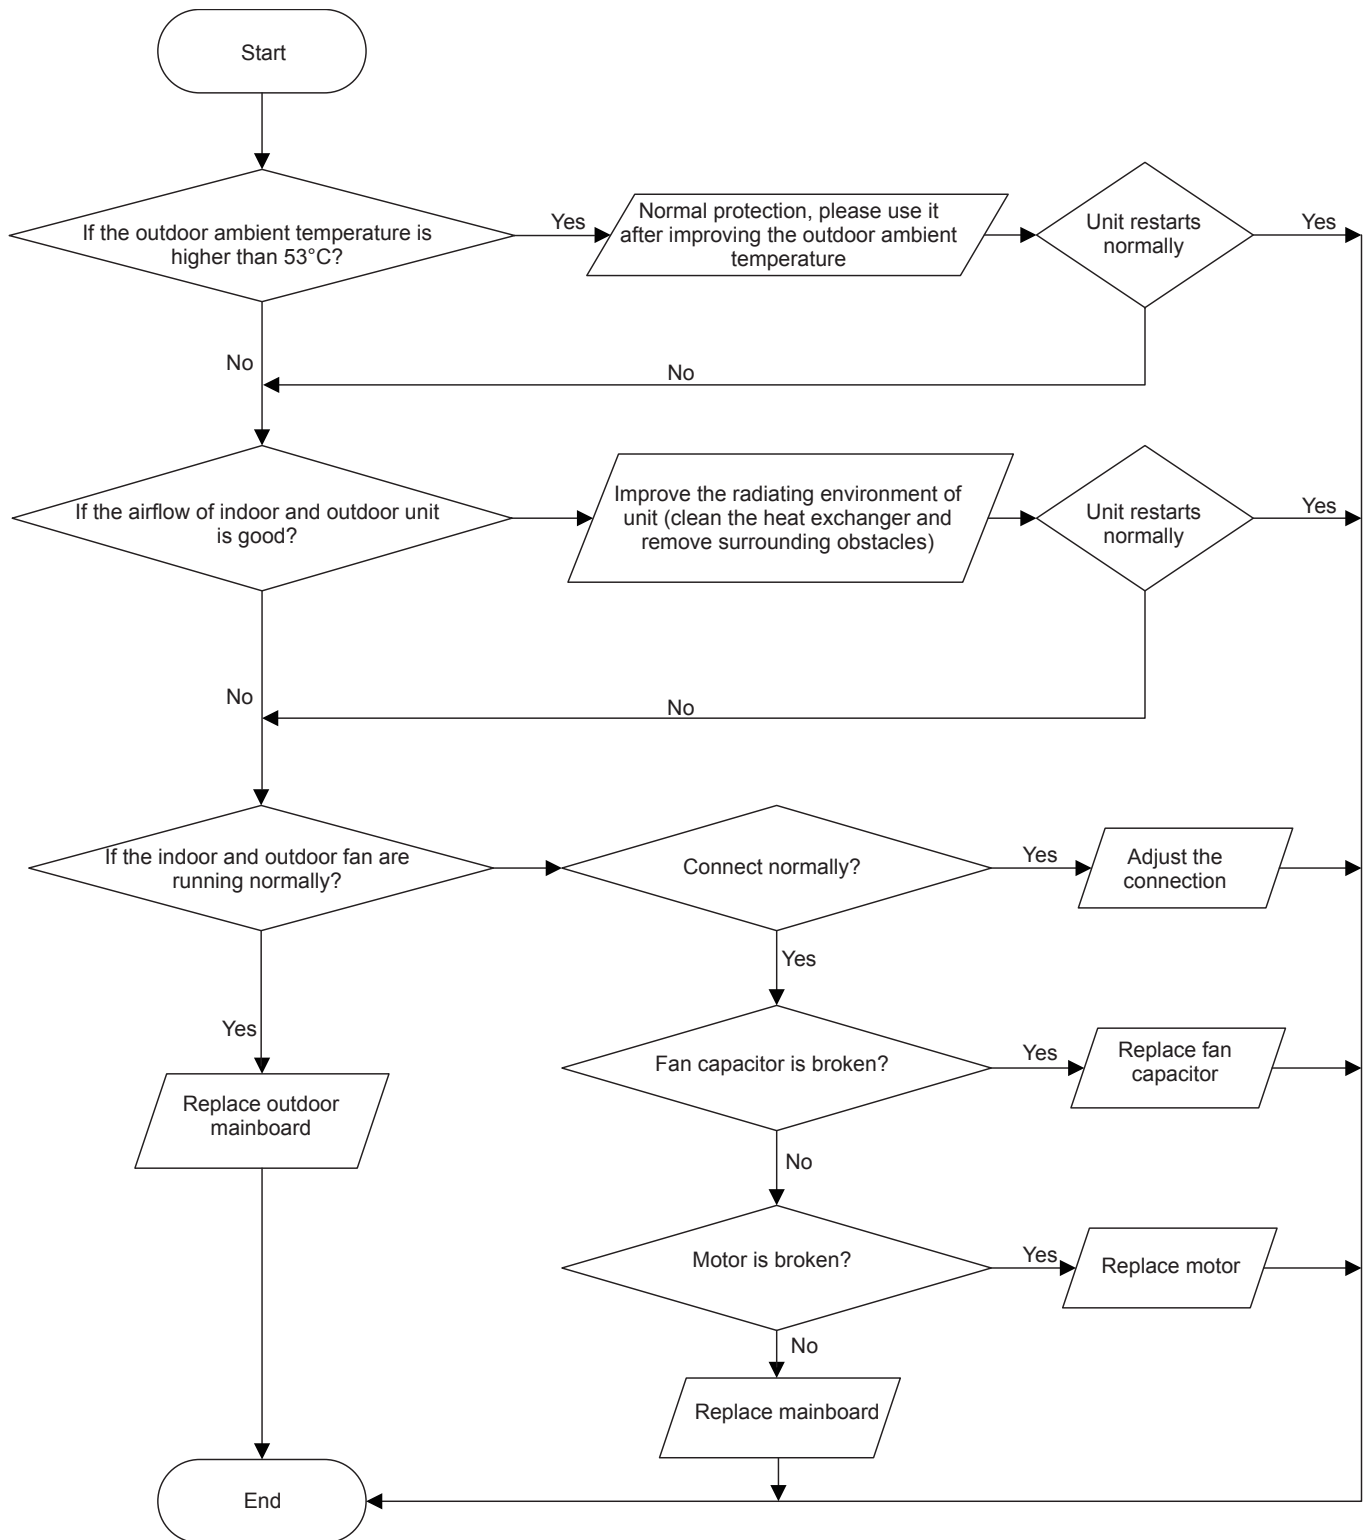 Start
If the outdoor ambient temperature is
higher than 53°C?
Yes
Normal protection, please use it
after improving the outdoor ambient
temperature
Unit restarts
normally
Yes
No
No
If the airflow of indoor and outdoor unit
is good?
Improve the radiating environment of
unit (clean the heat exchanger and
remove surrounding obstacles)
Unit restarts
normally
Yes
No
No
If the indoor and outdoor fan are
running normally?
Connect normally?
Yes
Adjust the
connection
Yes
Yes
Fan capacitor is broken?
Yes
Replace fan
capacitor
Replace outdoor
mainboard
No
Motor is broken?
Yes
Replace motor
No
Replace mainboard
End